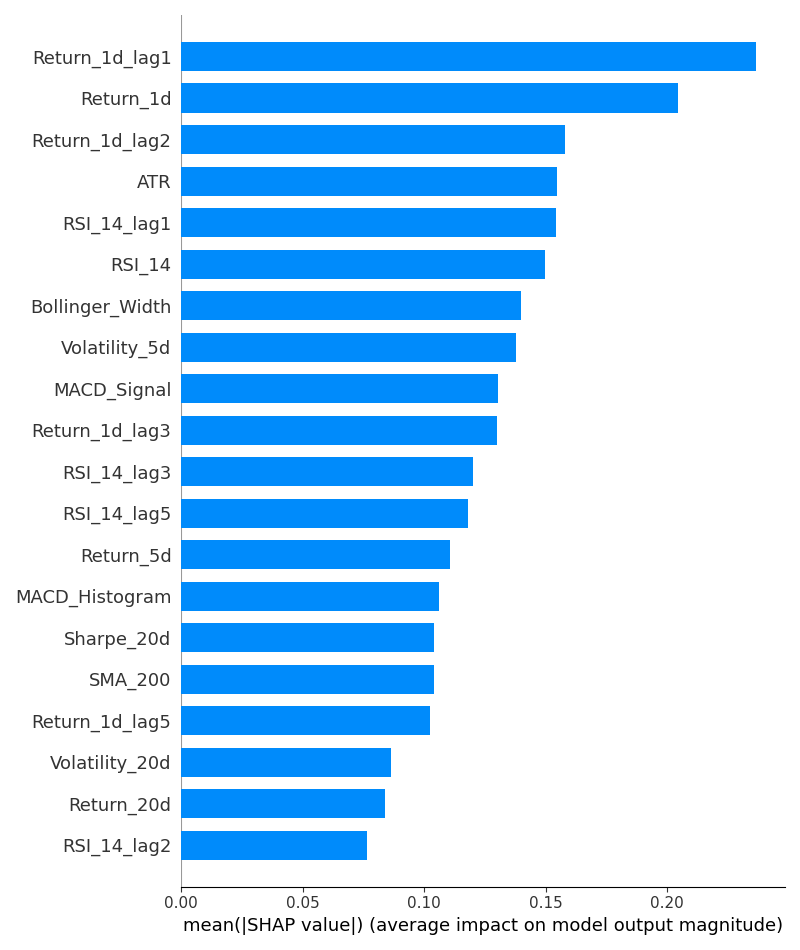 Return_1d_lag1
Return_1d
Return_1d_lag2
ATR
RSI_14_lag1
RSI_14
Bollinger_Width
Volatility_5d
MACD_Signal
Return_1d_lag3
RSI_14_lag3
RSI_14_lag5
Return_5d
MACD_Histogram
Sharpe_20d
SMA_200
Return_1d_lag5
Volatility_20d
Return_20d
RSI_14_lag2
0.00 0.05 0.10 0.15 0.20
mean(|SHAP value|) (average impact on model output magnitude)